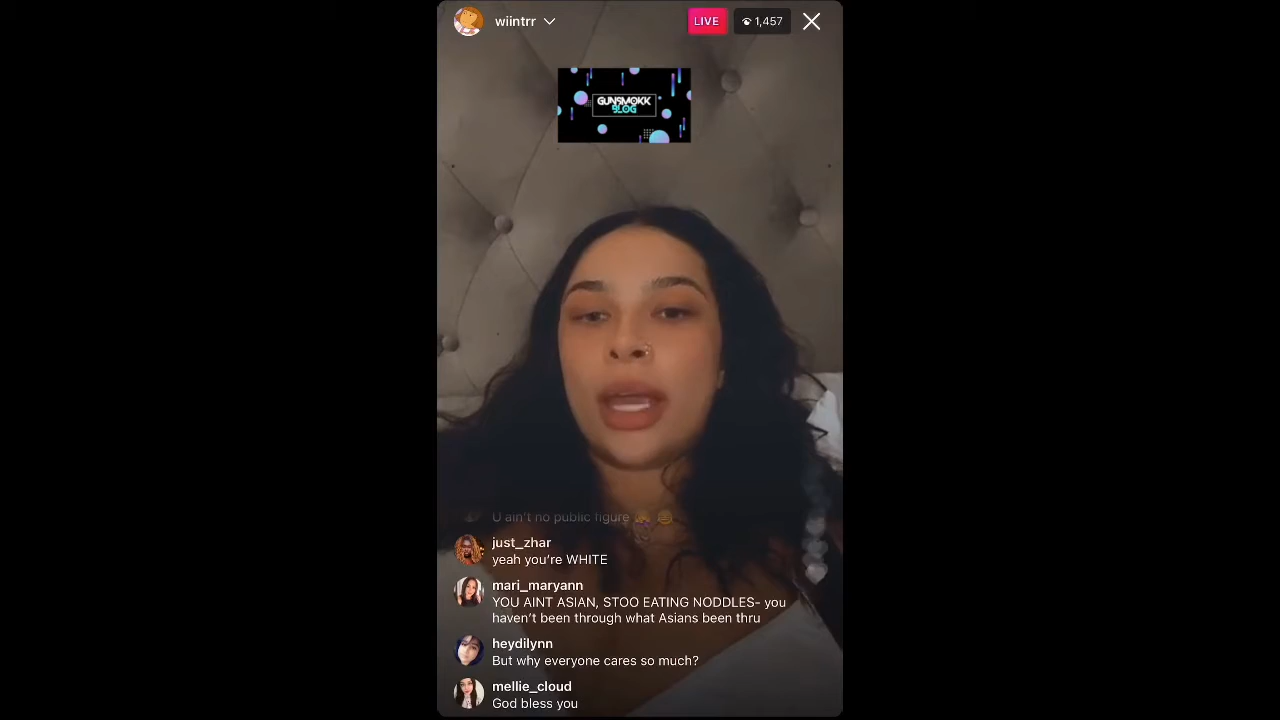 wiintrr
LIVE
1,457
GUNSMOKK
BLOG
U ain't no public figure
just_zhar
yeah you're WHITE
mari_maryann
YOU AINT ASIAN, STOO EATING NODDLES- you
haven't been through what Asians been thru
heydilynn
But why everyone cares so much?
mellie_cloud
God bless you